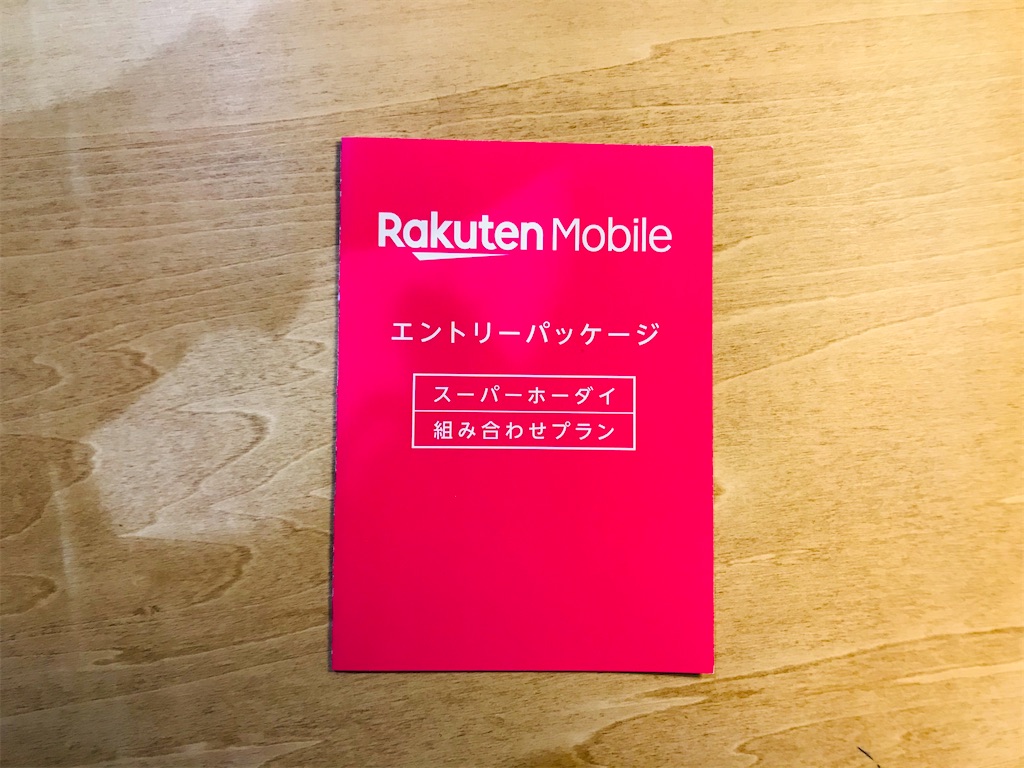 Rakuten Mobile
エントリーパッケージ
スーパーホーダイ
組み合わせプラン